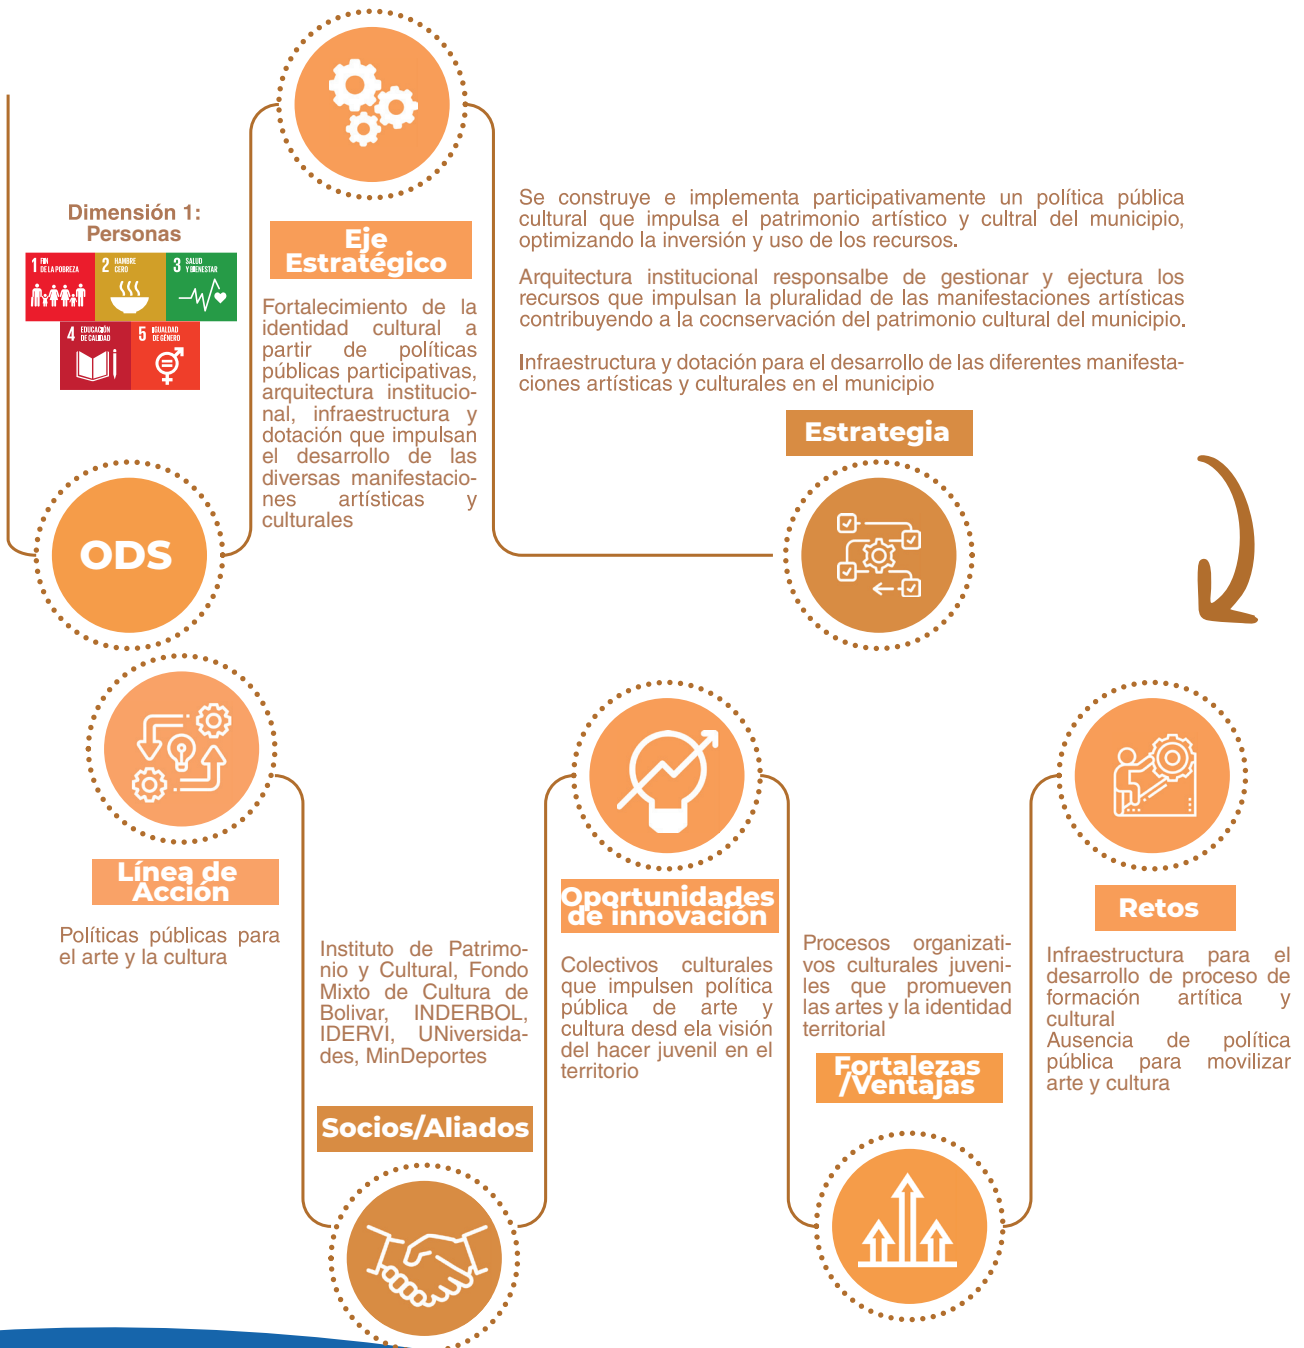 Dimensión 1:
Personas
1 FIN
DE LA POBREZA
2 HAMBRE
CERO
3 SALUD
Y BIENESTAR
4 EDUCACIÓN
DE CALIDAD
5 IGUALDAD
DE GÉNERO
ODS
Eje
Estratégico
Fortalecimiento de la
identidad cultural a
partir de políticas
públicas participativas,
arquitectura institucio-
nal, infraestructura y
dotación que impulsan
el desarrollo de las
diversas manifestacio-
nes artísticas y
culturales
Se construye e implementa participativamente un política pública
cultural que impulsa el patrimonio artístico y cultral del municipio,
optimizando la inversión y uso de los recursos.
Arquitectura institucional responsalbe de gestionar y ejectura los
recursos que impulsan la pluralidad de las manifestaciones artísticas
contribuyendo a la cocnservación del patrimonio cultural del municipio.
Infraestructura y dotación para el desarrollo de las diferentes manifesta-
ciones artísticas y culturales en el municipio
Estrategia
Línea de
Acción
Políticas públicas para
el arte y la cultura
Instituto de Patrimo-
nio y Cultural, Fondo
Mixto de Cultura de
Bolivar, INDERBOL,
IDERVI, UNiversida-
des, MinDeportes
Socios/Aliados
Oportunidades
de innovación
Colectivos culturales
que impulsen política
pública de arte y
cultura desd ela visión
del hacer juvenil en el
territorio
Procesos organizati-
vos culturales juveni-
les que promueven
las artes y la identidad
territorial
Fortalezas
/Ventajas
Retos
Infraestructura para el
desarrollo de proceso de
formación artítica y
cultural
Ausencia de política
pública para movilizar
arte y cultura